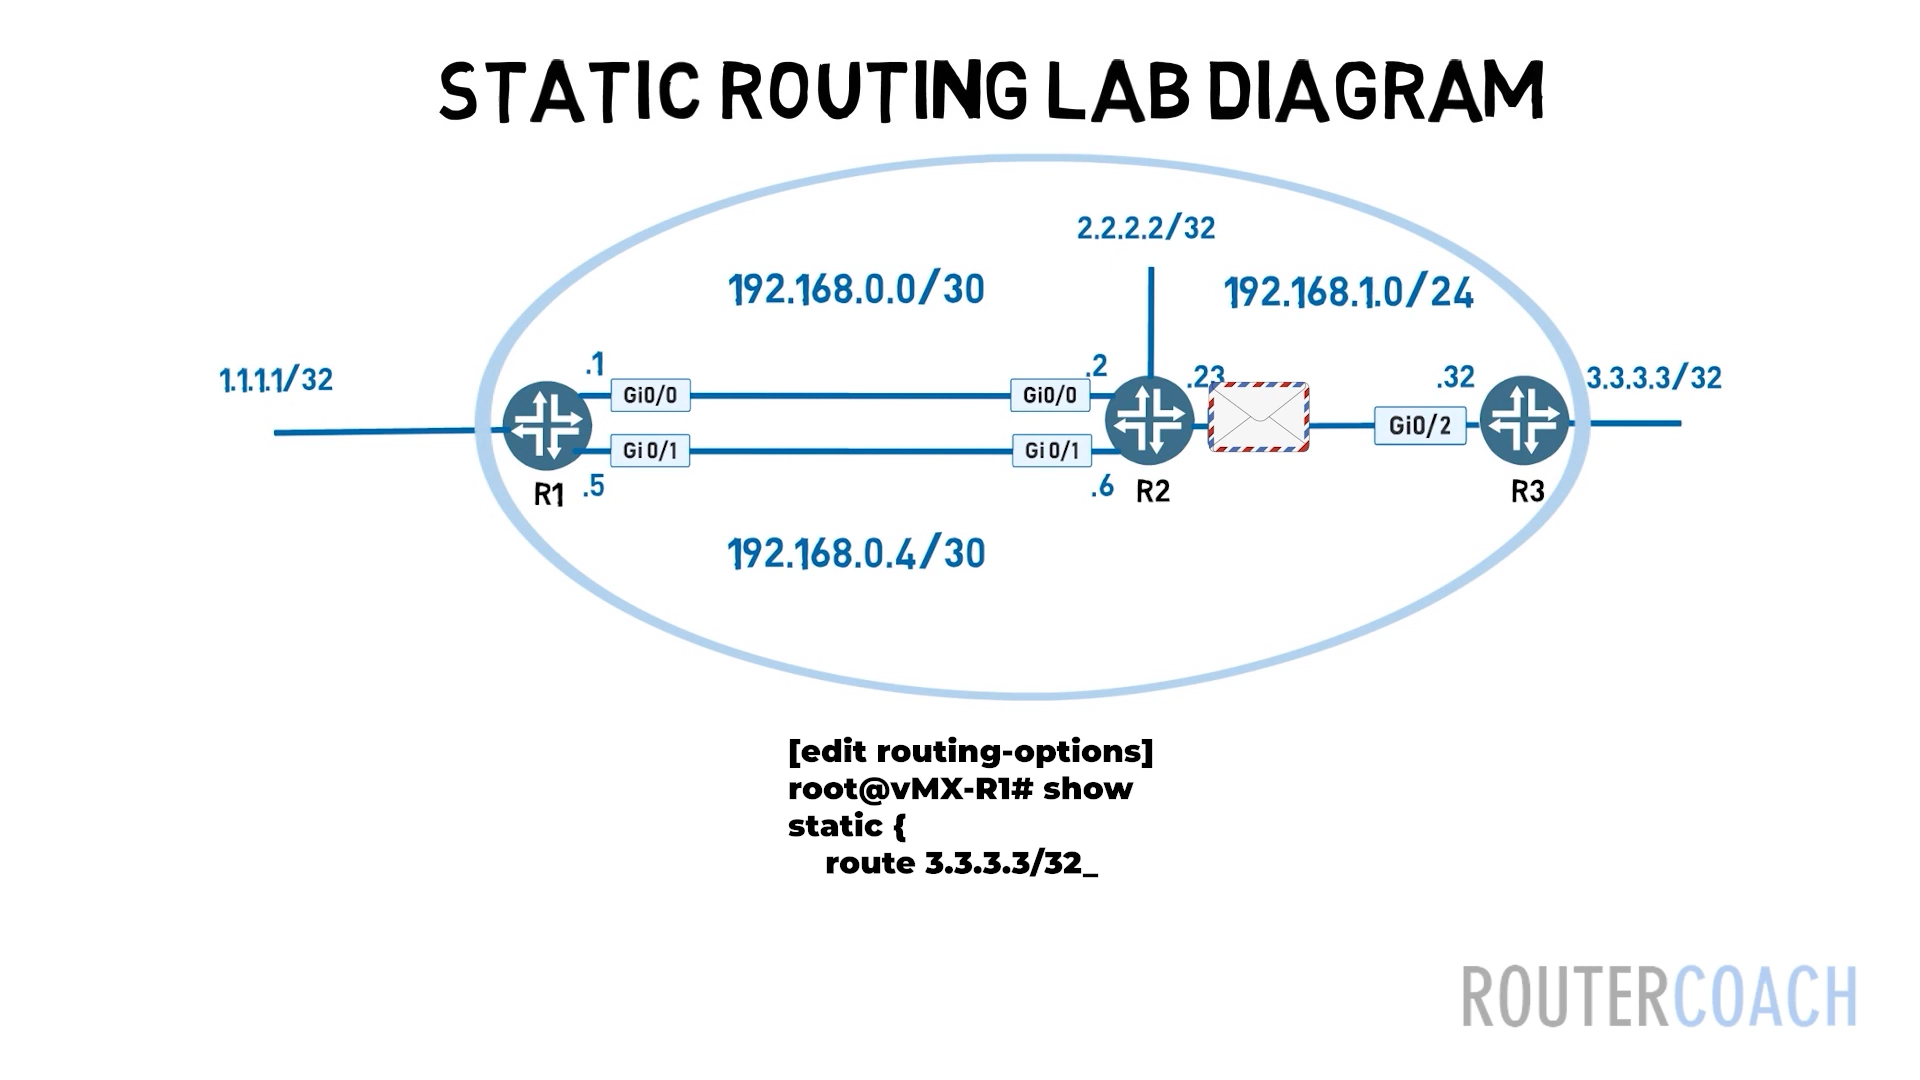 STATIC ROUTING LAB DIAGRAM
2.2.2.2/32
192.168.0.0/30
192.168.1.0/24
1.1.1.1/32
.1
Gi0/0
Gi0/0
.2
.23
.32
3.3.3.3/32
Gi 0/1
Gi 0/1
Gi0/2
R1
.5
.6
R2
R3
192.168.0.4/30
[edit routing-options]
root@vMX-R1# show
static {
route 3.3.3.3/32_
ROUTERCOACH